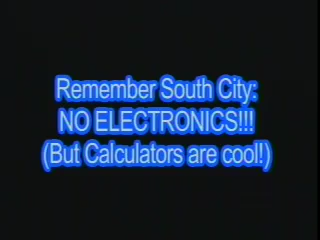 Remember South City:
NO ELECTRONICS!!!
(But Calculators are cool!)